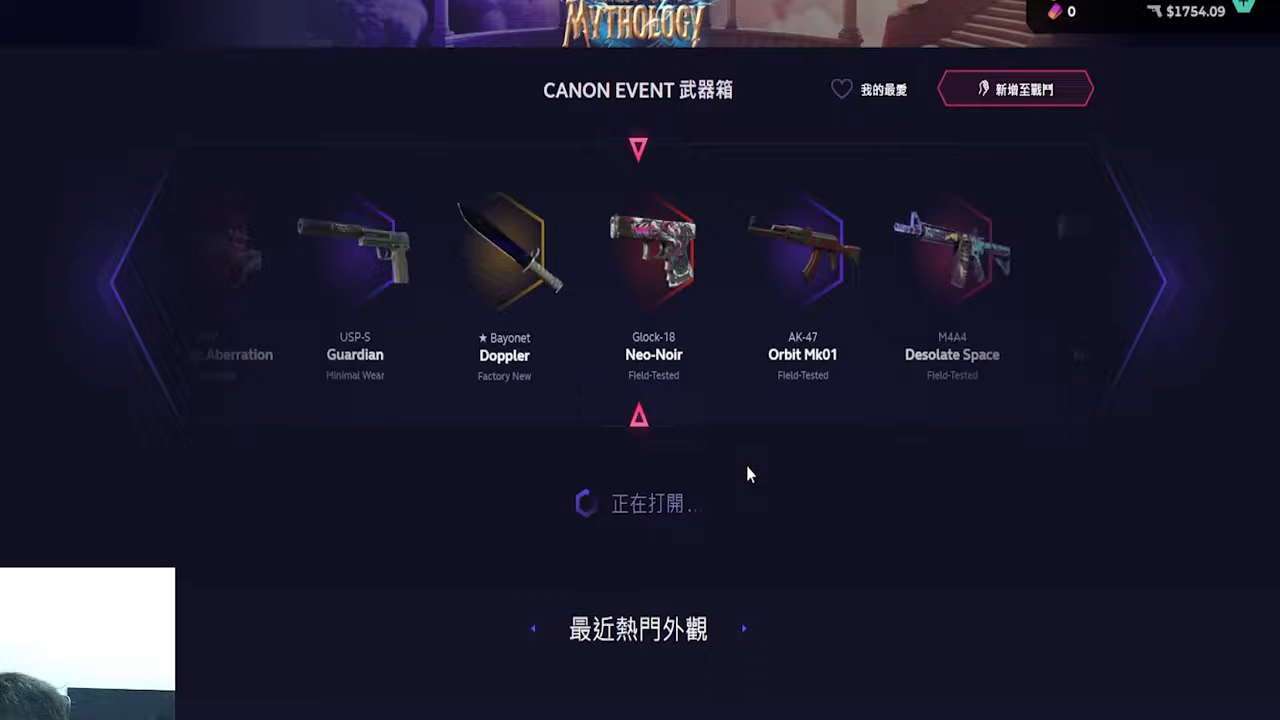 MYTHOLOGY
0
$1754.09
CANON EVENT 武器箱
我的最愛
新增至戰鬥
Aberration
USP-S
Guardian
Minimal Wear
★ Bayonet
Doppler
Factory New
Glock-18
Neo-Noir
Field-Tested
AK-47
Orbit Mk01
Field-Tested
M4A4
Desolate Space
Field-Tested
正在打開...
最近熱門外觀